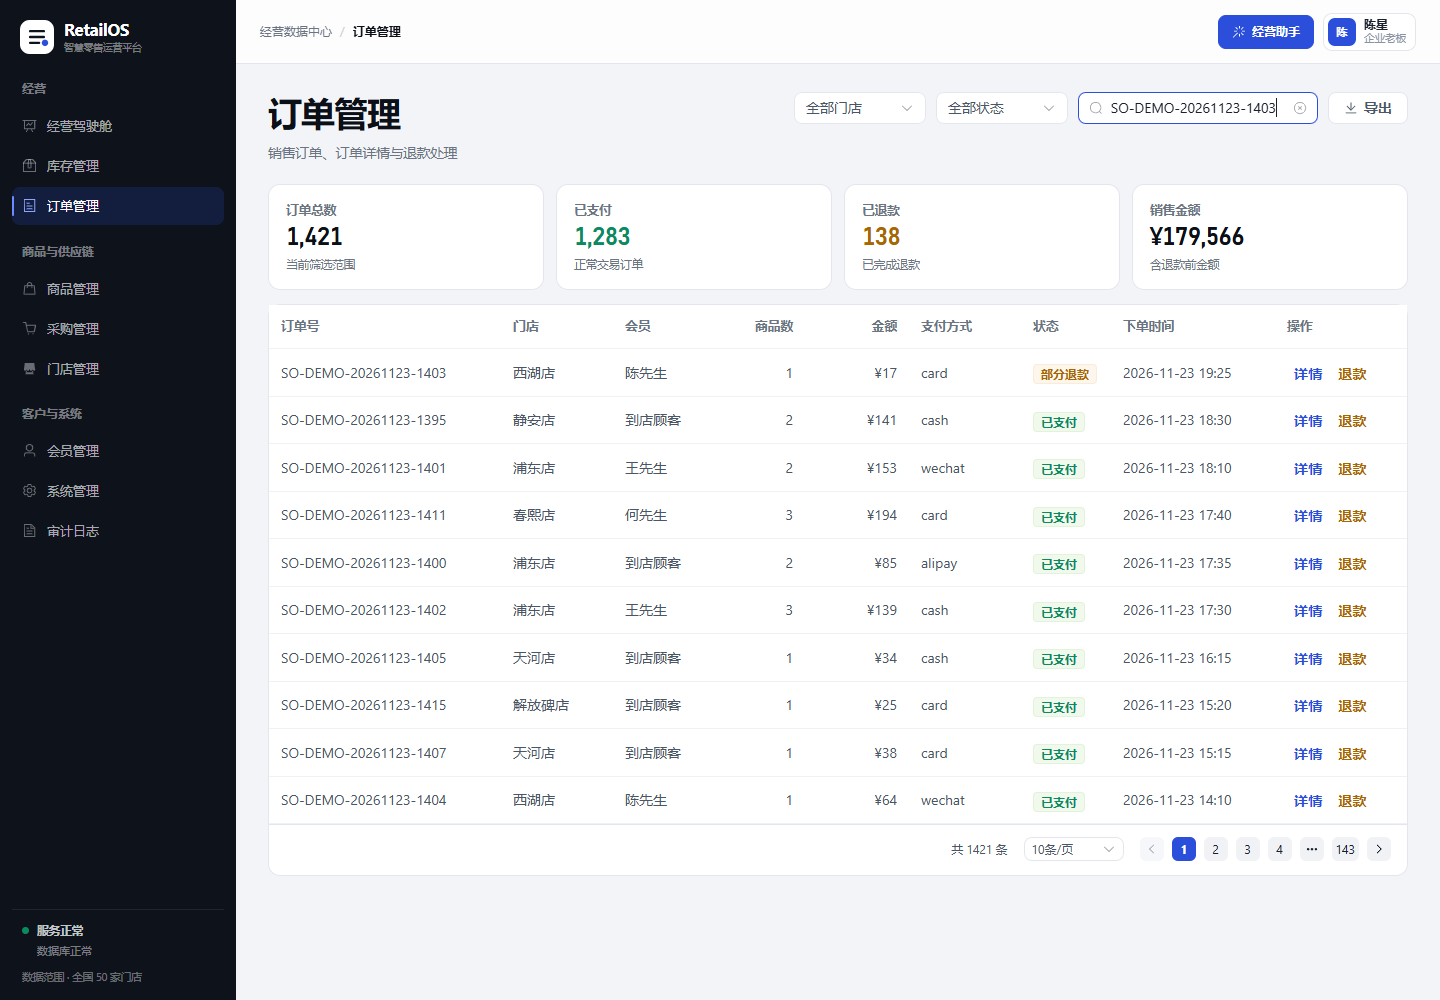 RetailOS
智慧零售运营平台
经营
经营驾驶舱
库存管理
订单管理
商品与供应链
商品管理
采购管理
门店管理
客户与系统
会员管理
系统管理
审计日志
服务正常
数据库正常
数据范围 · 全国 50 家门店
经营数据中心 / 订单管理
经营助手
陈 陈星
企业老板
订单管理
销售订单、订单详情与退款处理
全部门店 全部状态 SO-DEMO-20261123-1403 导出
订单总数
1,421
当前筛选范围
已支付
1,283
正常交易订单
已退款
138
已完成退款
销售金额
¥179,566
含退款前金额
订单号 门店 会员 商品数 金额 支付方式 状态 下单时间 操作
SO-DEMO-20261123-1403 西湖店 陈先生 1 ¥17 card 部分退款 2026-11-23 19:25 详情 退款
SO-DEMO-20261123-1395 静安店 到店顾客 2 ¥141 cash 已支付 2026-11-23 18:30 详情 退款
SO-DEMO-20261123-1401 浦东店 王先生 2 ¥153 wechat 已支付 2026-11-23 18:10 详情 退款
SO-DEMO-20261123-1411 春熙店 何先生 3 ¥194 card 已支付 2026-11-23 17:40 详情 退款
SO-DEMO-20261123-1400 浦东店 到店顾客 2 ¥85 alipay 已支付 2026-11-23 17:35 详情 退款
SO-DEMO-20261123-1402 浦东店 王先生 3 ¥139 cash 已支付 2026-11-23 17:30 详情 退款
SO-DEMO-20261123-1405 天河店 到店顾客 1 ¥34 cash 已支付 2026-11-23 16:15 详情 退款
SO-DEMO-20261123-1415 解放碑店 到店顾客 1 ¥25 card 已支付 2026-11-23 15:20 详情 退款
SO-DEMO-20261123-1407 天河店 到店顾客 1 ¥38 card 已支付 2026-11-23 15:15 详情 退款
SO-DEMO-20261123-1404 西湖店 陈先生 1 ¥64 wechat 已支付 2026-11-23 14:10 详情 退款
共 1421 条 10条/页 1 2 3 4 ··· 143